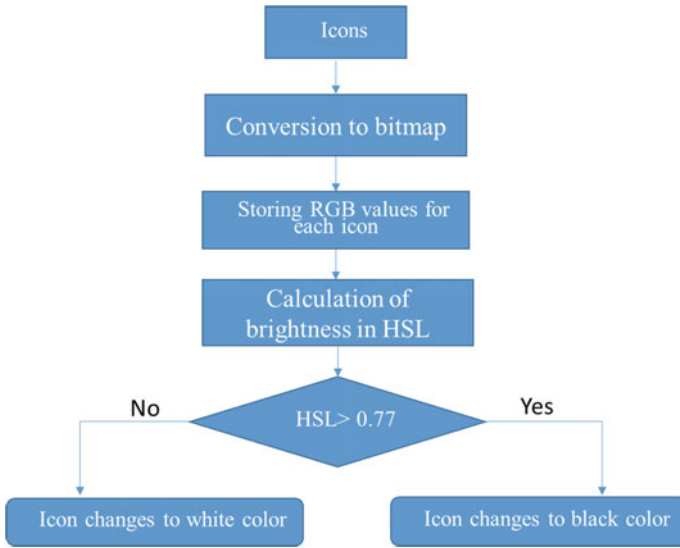 Icons
Conversion to bitmap
Storing RGB values for
each icon
Calculation of
brightness in HSL
No
HSL> 0.77
Yes
Icon changes to white color
Icon changes to black color